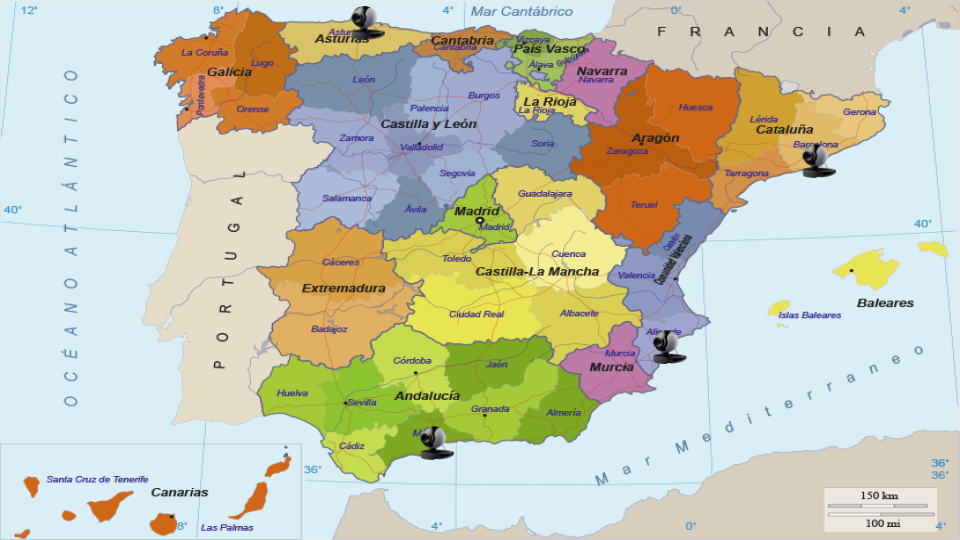 12°
8°
4°
Mar Cantábrico
0°
4°
FRANCIA
Asturias
Cantabria
Cantabria
Vizcaya
País Vasco
Álava
Navarra
Navarra
La Coruña
Lugo
Galicia
Pontevedra
Orense
León
Palencia
Burgos
La Rioja
La Rioja
Huesca
Lérida
Gerona
Cataluña
Barcelona
Castilla y León
Zamora
Valladolid
Soria
Aragón
Zaragoza
Tarragona
Segovia
Salamanca
Ávila
Guadalajara
Teruel
Madrid
Madrid
OCÉANO ATLÁNTICO
PORTUGAL
40°
40°
Cáceres
Toledo
Cuenca
Castilla-La Mancha
Castellón
Comunidad Valenciana
Valencia
Extremadura
Ciudad Real
Albacete
Badajoz
Islas Baleares
Baleares
Murcia
Murcia
Córdoba
Jaén
Huelva
Sevilla
Andalucía
Granada
Almería
Cádiz
Mar Mediterraneo
Santa Cruz de Tenerife
Canarias
Las Palmas
8°
36°
36°
36°
4°
0°
4°
150 km
100 mi